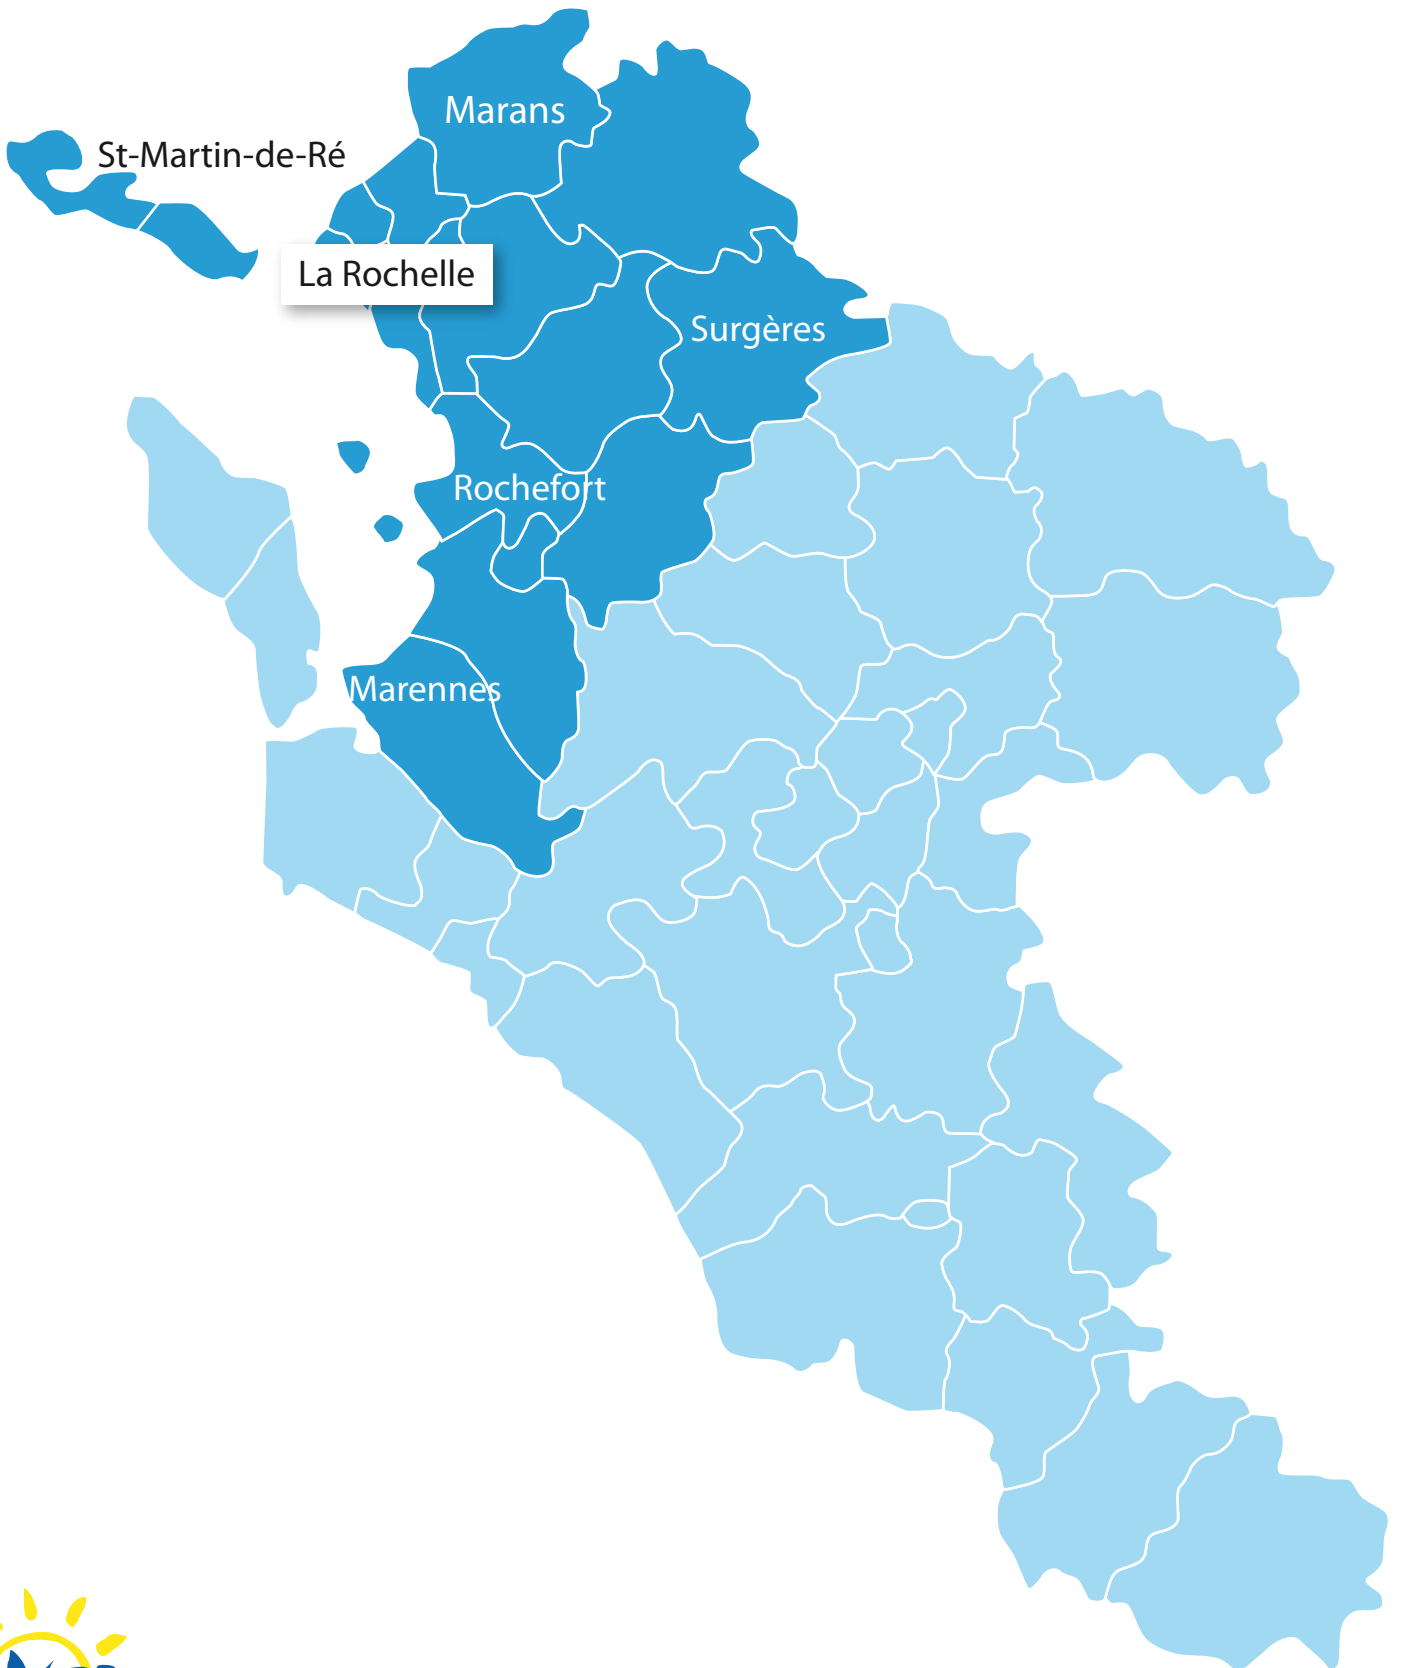 Marans
St-Martin-de-Ré
La Rochelle
Surgères
Rochefort
Marennes